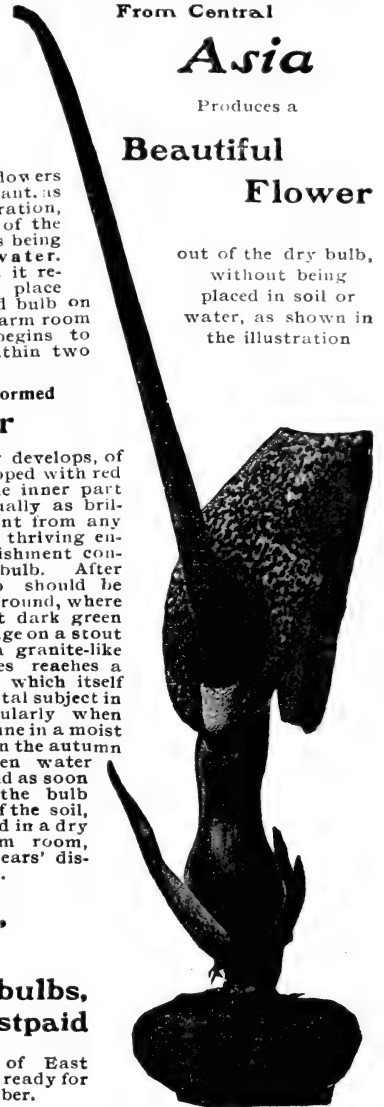 From Central
Asia
Produces a
Beautiful
Flower
out of the dry bulb,
without being
placed in soil or
water, as shown in
the illustration
flowers
ant. as
ration,
of the
s being
water.
it re-
place
d bulb on
arm room
begins to
thin two
ormed
r
develops, of
pped with red
e inner part
ually as bril-
nt from any
thriving en-
ishment con-
bulb. After
should be
round, where
t dark green
ge on a stout
granite-like
es reaches a
which itself
tal subject in
ularly when
une in a moist
n the autumn
en water
d as soon
the bulb
f the soil,
d in a dry
m room,
ears' dis-
.
,
bulbs,
stpaid
of East
ready for
ber.